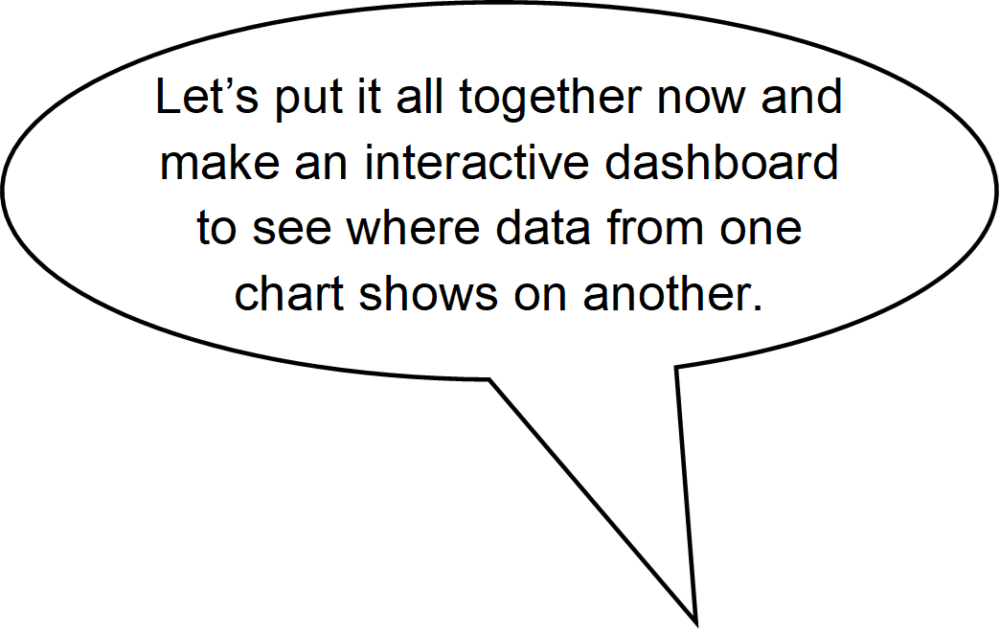 Let’s put it all together now and
make an interactive dashboard
to see where data from one
chart shows on another.